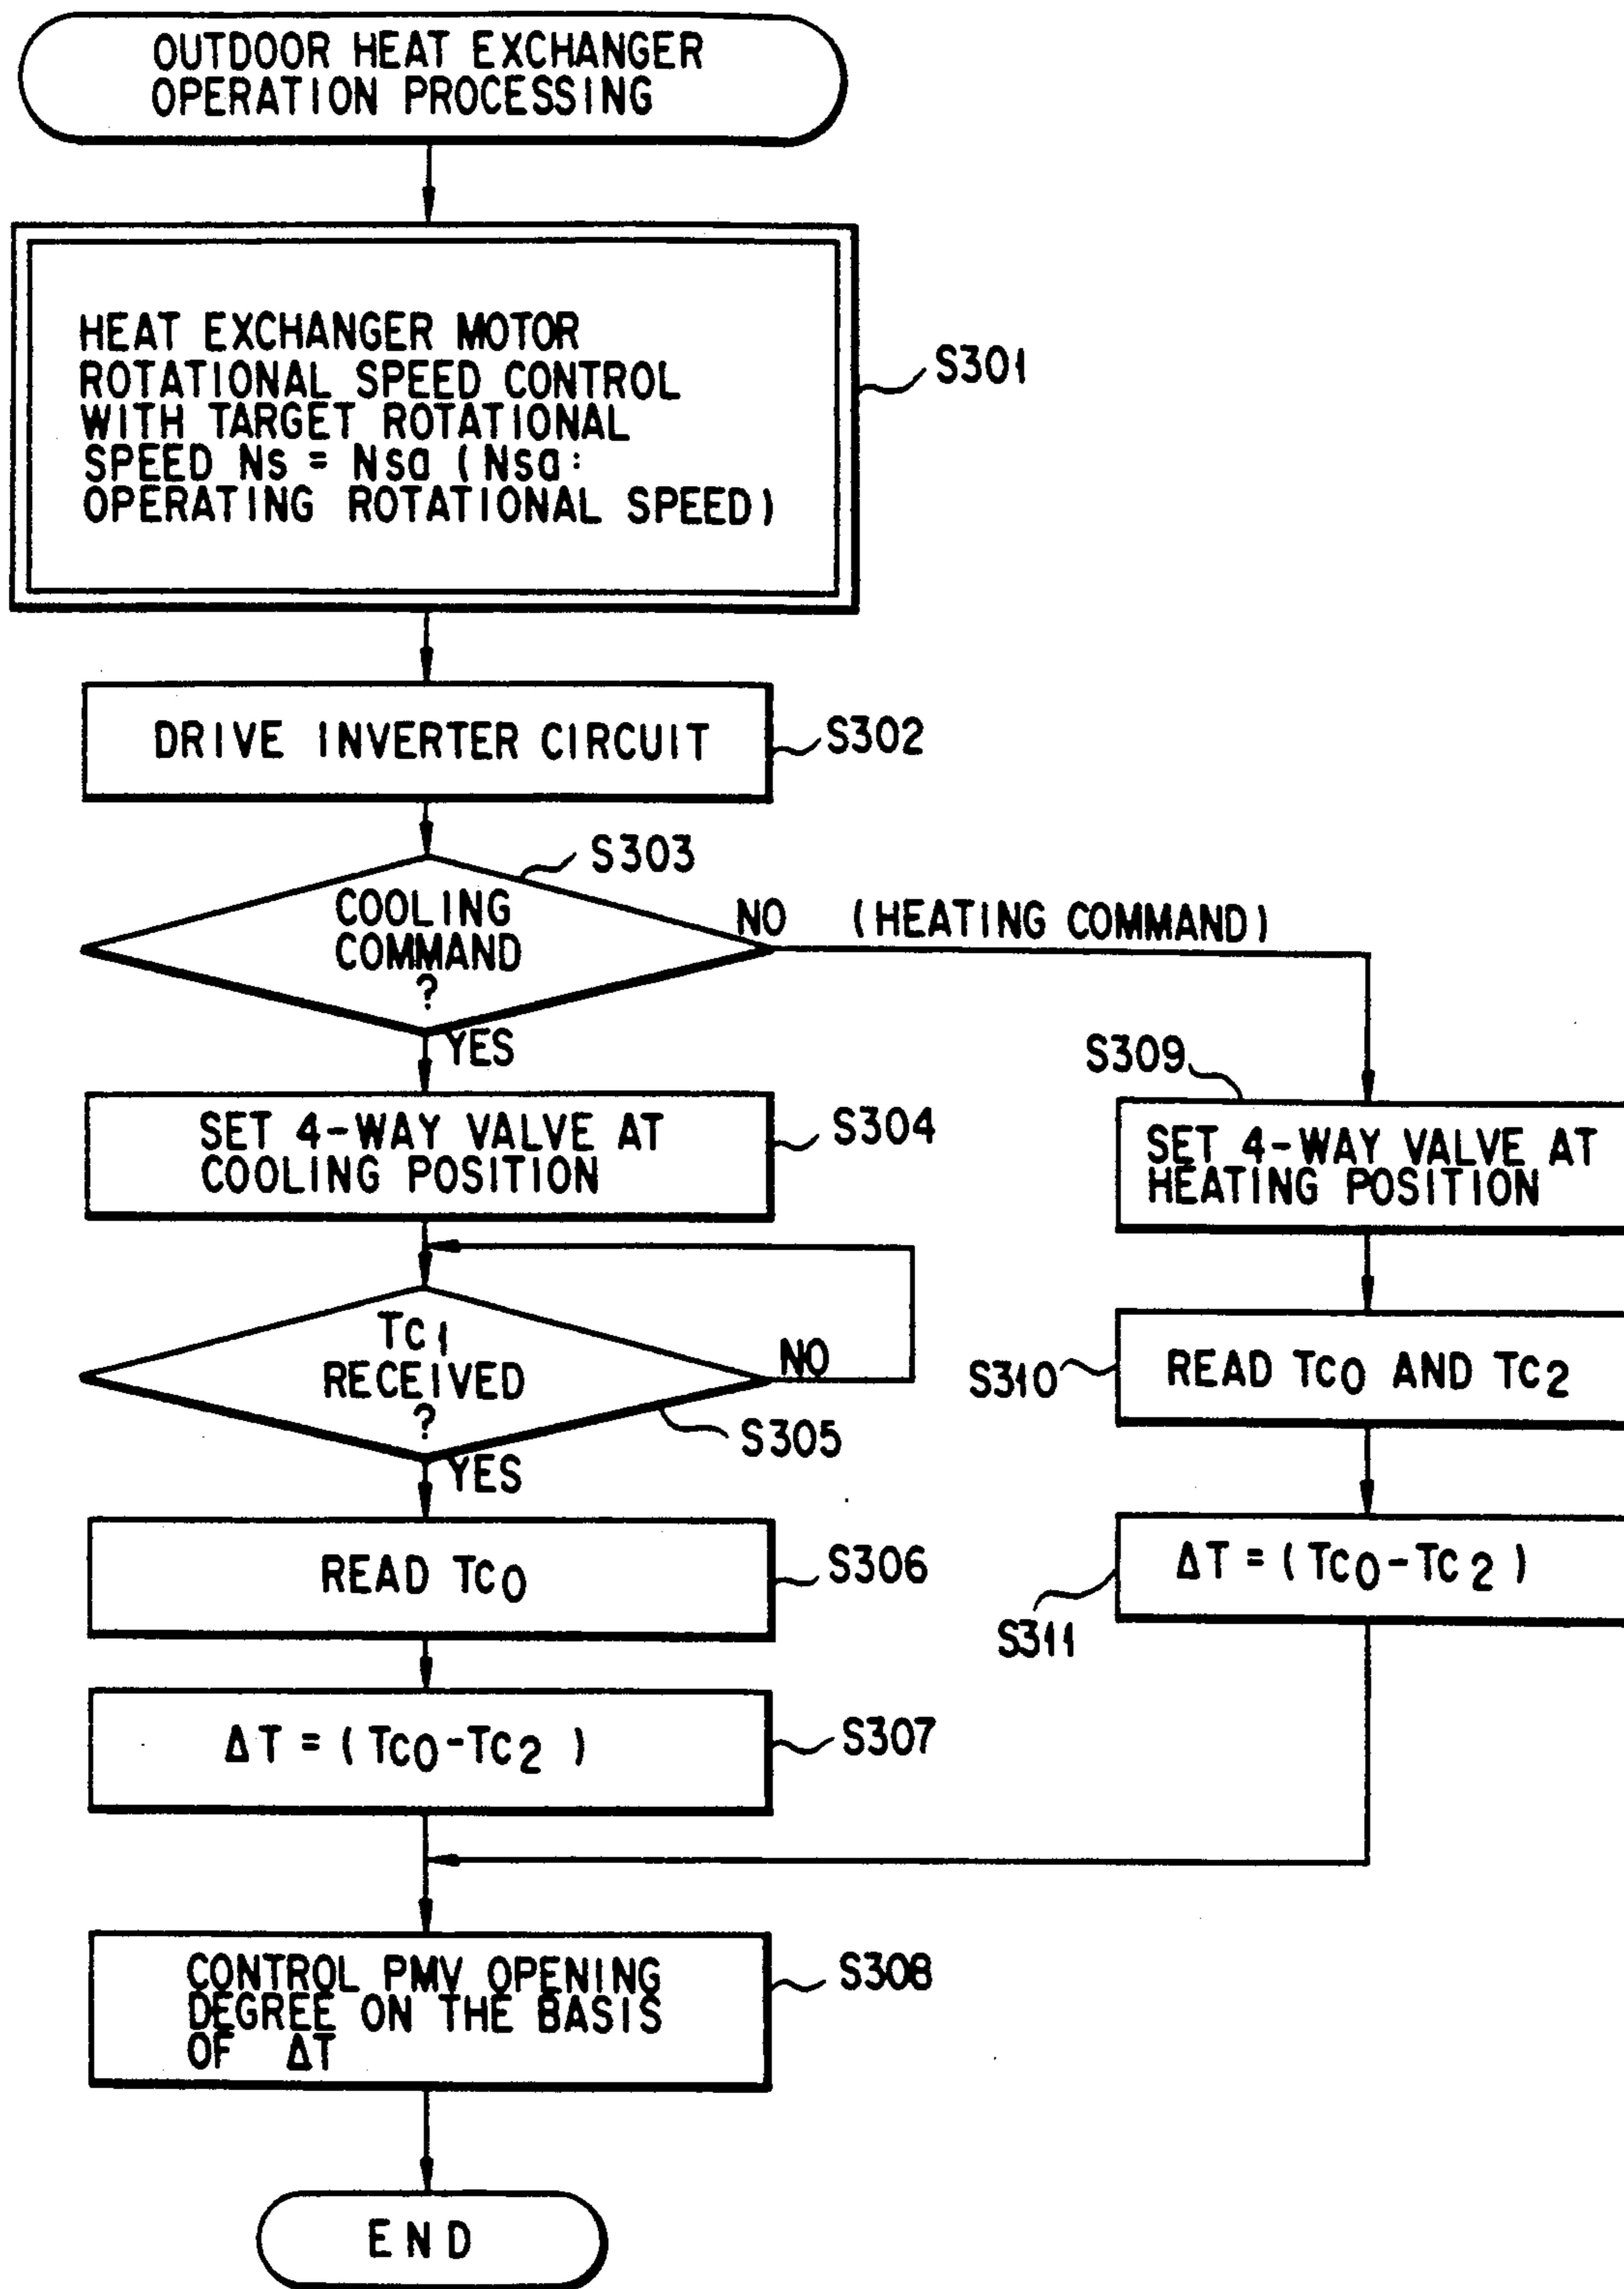 OUTDOOR HEAT EXCHANGER
OPERATION PROCESSING
HEAT EXCHANGER MOTOR
ROTATIONAL SPEED CONTROL
WITH TARGET ROTATIONAL
SPEED Ns = Nsa (Nsa:
OPERATING ROTATIONAL SPEED)
S301
DRIVE INVERTER CIRCUIT
S302
S303
COOLING
COMMAND
?
NO (HEATING COMMAND)
YES
SET 4-WAY VALVE AT
COOLING POSITION
S304
S309
SET 4-WAY VALVE AT
HEATING POSITION
TC1
RECEIVED
?
NO
S305
YES
S310
READ TC0 AND TC2
READ TC0
S306
ΔT = (TC0-TC2)
S311
ΔT = (TC0-TC2)
S307
CONTROL PMV OPENING
DEGREE ON THE BASIS
OF ΔT
S308
END